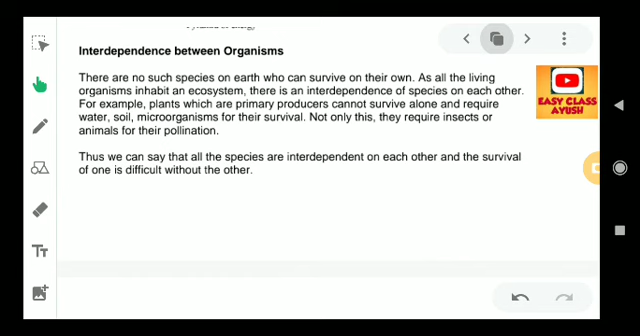 Pyramid of Energy
Interdependence between Organisms
There are no such species on earth who can survive on their own. As all the living
organisms inhabit an ecosystem, there is an interdependence of species on each other.
For example, plants which are primary producers cannot survive alone and require
water, soil, microorganisms for their survival. Not only this, they require insects or
animals for their pollination.
Thus we can say that all the species are interdependent on each other and the survival
of one is difficult without the other.
EASY CLASS
AYUSH
Tт